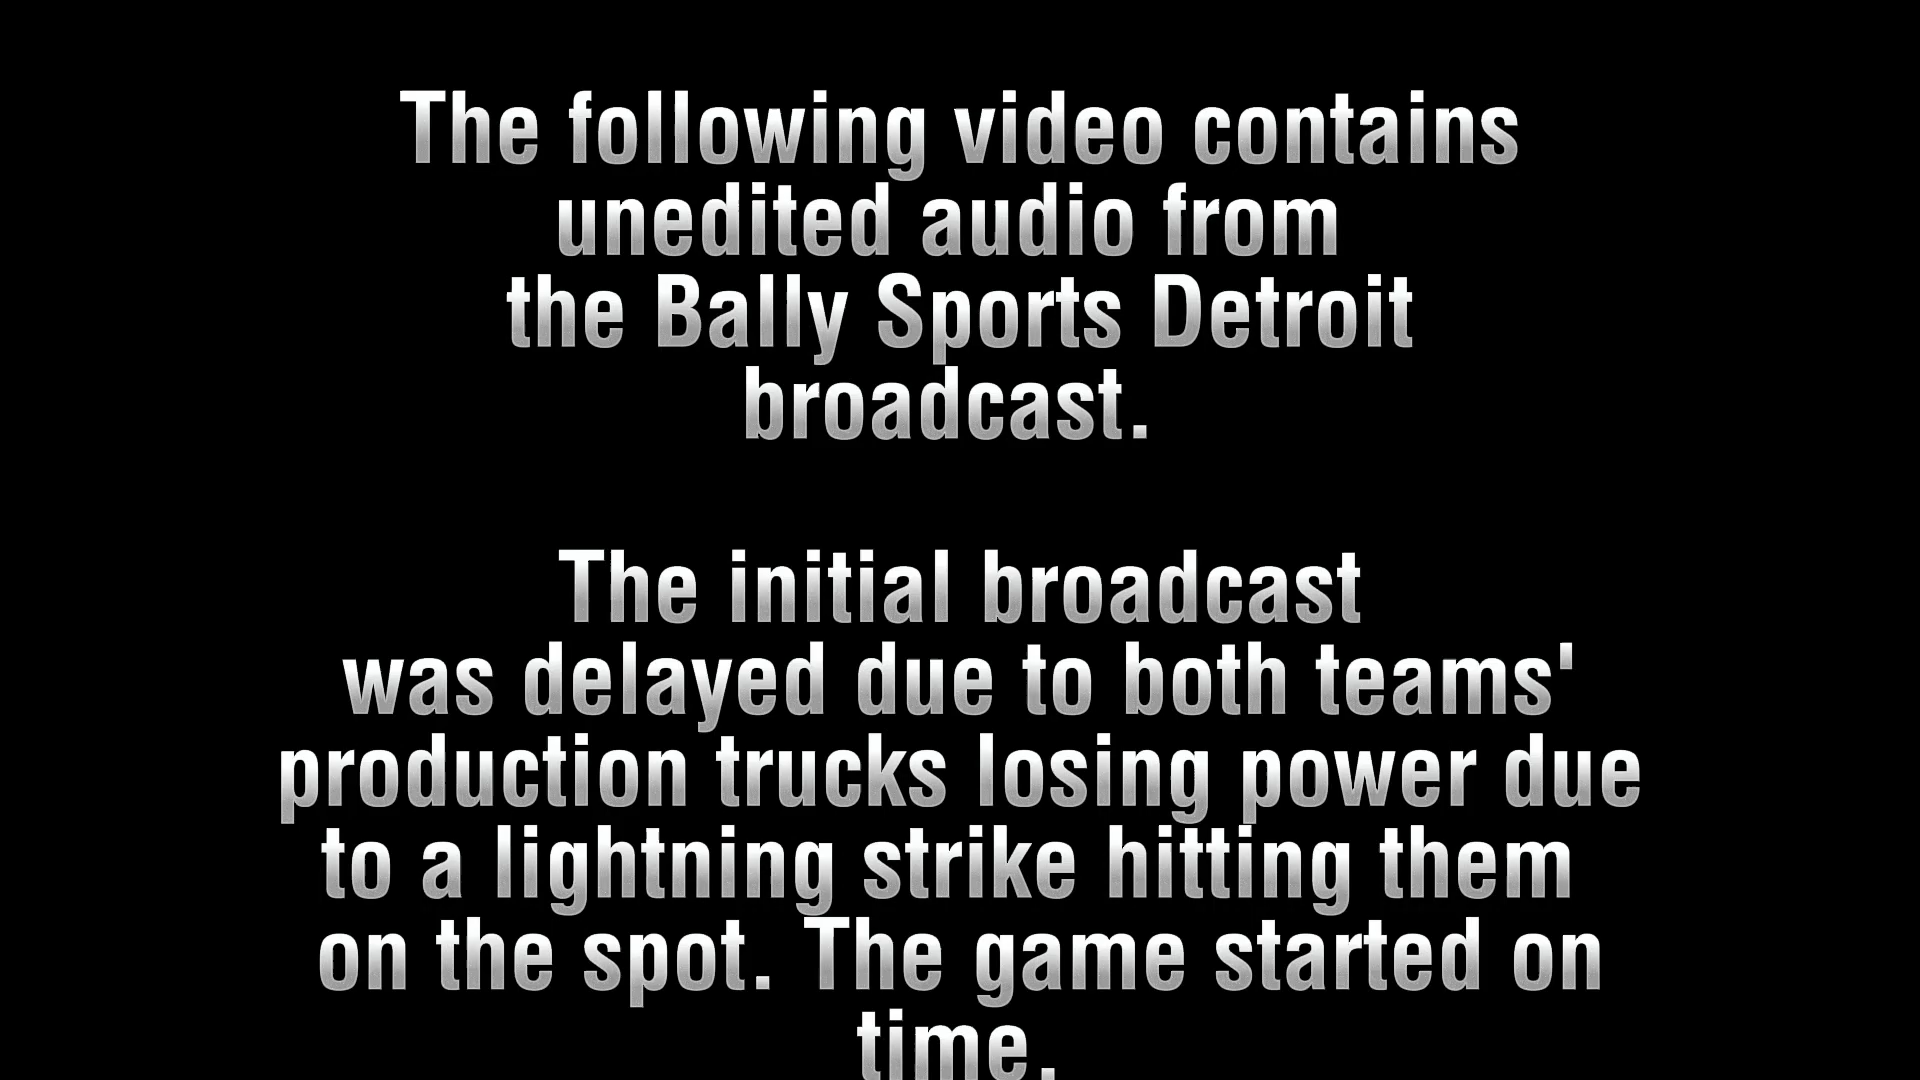 The following video contains
unedited audio from
the Bally Sports Detroit
broadcast.
The initial broadcast
was delayed due to both teams'
production trucks losing power due
to a lightning strike hitting them
on the spot. The game started on
time.